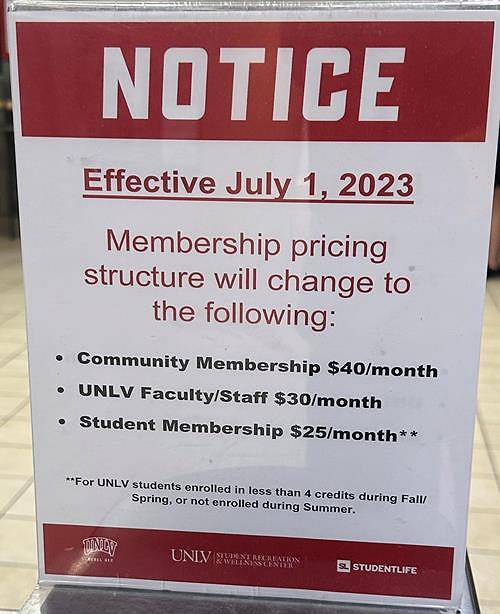 NOTICE
Effective July 1, 2023
Membership pricing
structure will change to
the following:
• Community Membership $40/month
• UNLV Faculty/Staff $30/month
• Student Membership $25/month**
**For UNLV students enrolled in less than 4 credits during Fall/
Spring, or not enrolled during Summer.
UNLV
UNLV STUDENT RECREATION
& WELLNESS CENTER
SL STUDENTLIFE